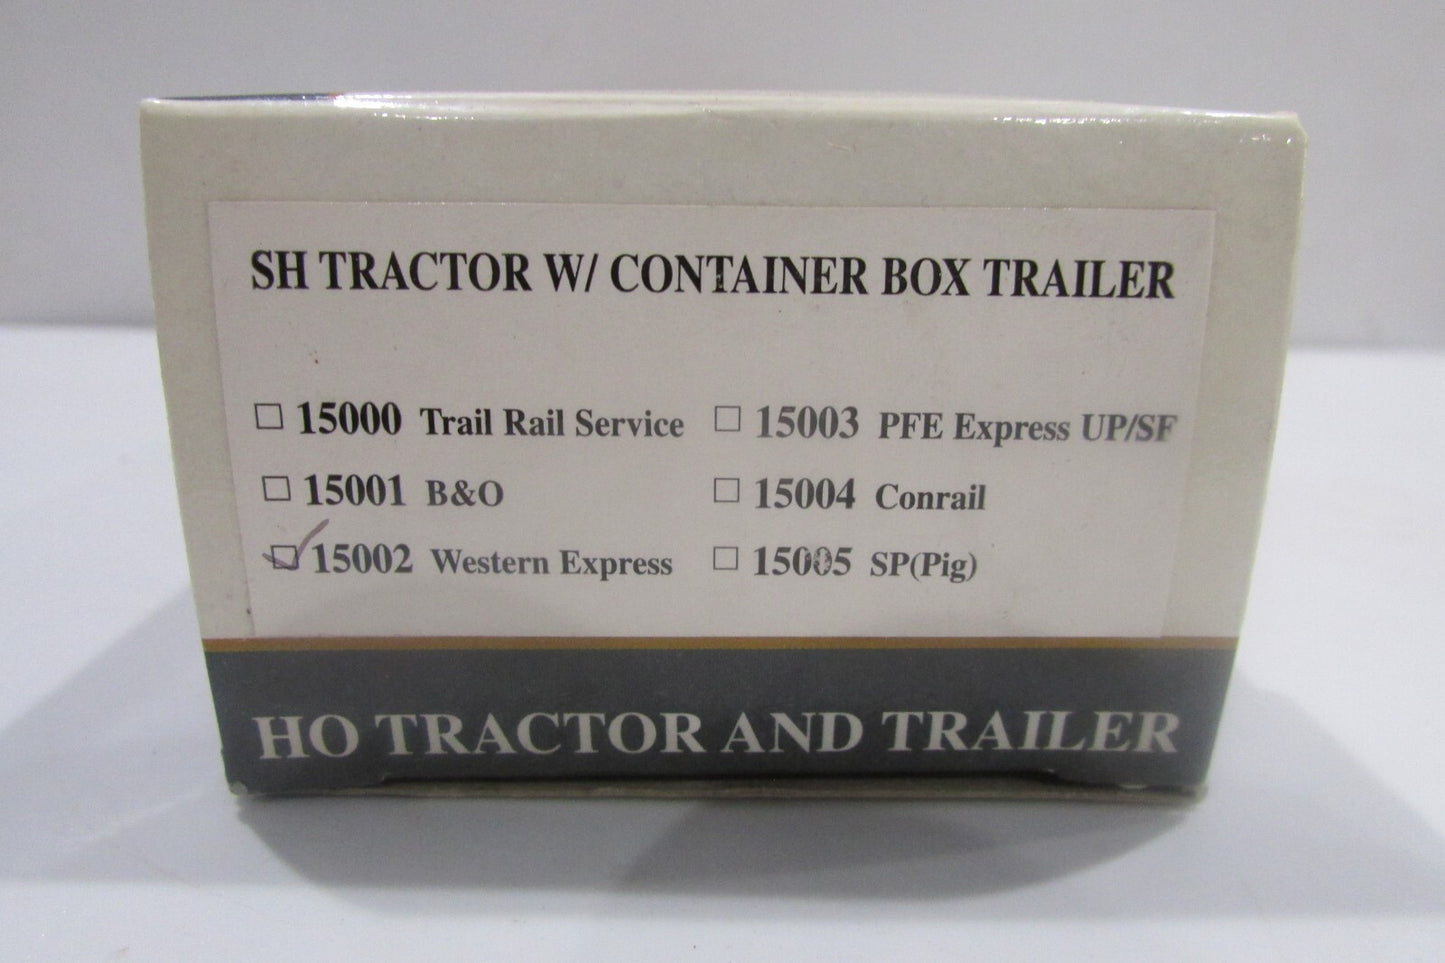 SH TRACTOR W/ CONTAINER BOX TRAILER
☐ 15000 Trail Rail Service ☐ 15003 PFE Express UP/SF
☐ 15001 B&O ☐ 15004 Conrail
☑ 15002 Western Express ☐ 15005 SP(Pig)
HO TRACTOR AND TRAILER